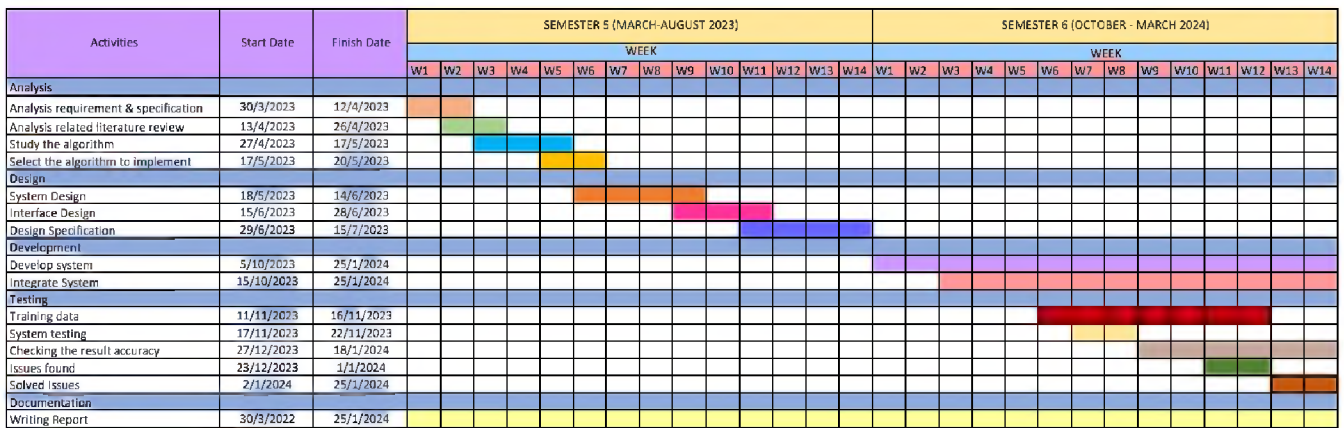 Activities Start Date Finish Date SEMESTER 5 (MARCH-AUGUST 2023) SEMESTER 6 (OCTOBER - MARCH 2024)
WEEK WEEK
W1 W2 W3 W4 W5 W6 W7 W8 W9 W10 W11 W12 W13 W14 W1 W2 W3 W4 W5 W6 W7 W8 W9 W10 W11 W12 W13 W14
Analysis
Analysis requirement & specification 30/3/2023 12/4/2023
Analysis related literature review 13/4/2023 26/4/2023
Study the algorithm 27/4/2023 17/5/2023
Select the algorithm to implement 17/5/2023 20/5/2023
Design
System Design 18/5/2023 14/6/2023
Interface Design 15/6/2023 28/6/2023
Design Specification 29/6/2023 15/7/2023
Development
Develop system 5/10/2023 25/1/2024
Integrate System 15/10/2023 25/1/2024
Testing
Training data 11/11/2023 16/11/2023
System testing 17/11/2023 22/11/2023
Checking the result accuracy 27/12/2023 18/1/2024
Issues found 23/12/2023 1/1/2024
Solved Issues 2/1/2024 25/1/2024
Documentation
Writing Report 30/3/2022 25/1/2024